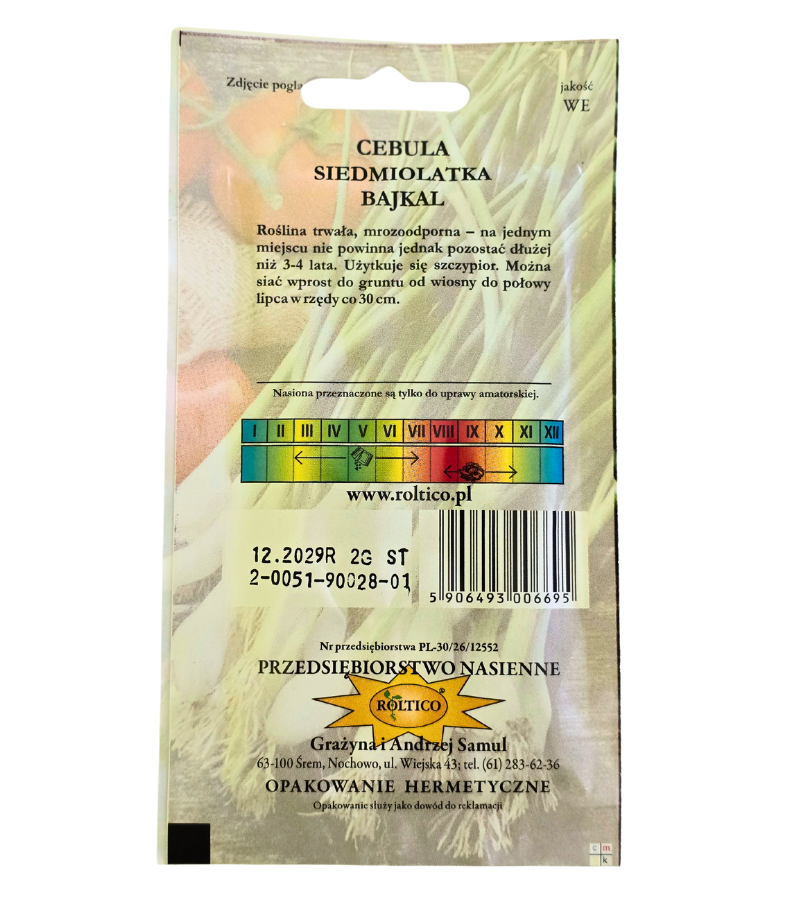 Zdjęcie
jakość
WE
CEBULA
SIEDMIOLATKA
BAJKAL
Roślina trwała, mrozoodporna – na jednym
miejscu nie powinna jednak pozostać dłużej
niż 3-4 lata. Użytkuje się szczypior. Można
siać wprost do gruntu od wiosny do połowy
lipca w rzędy co 30 cm.
Nasiona przeznaczone są tylko do uprawy amatorskiej.
I II III IV V VI VII VIII IX X XI XII
www.roltico.pl
12.2029R 2G ST
2-0051-90028-01
5 906493 006695
Nr przedsiębiorstwa PL-30/26/12552
PRZEDSIĘBIORSTWO NASIENNE
ROLTICO
Grażyna i Andrzej Samul
63-100 Śrem, Nochowo, ul. Wiejska 43; tel. (61) 283-62-36
OPAKOWANIE HERMETYCZNE
Opakowanie służy jako dowód do reklamacji
c m
k